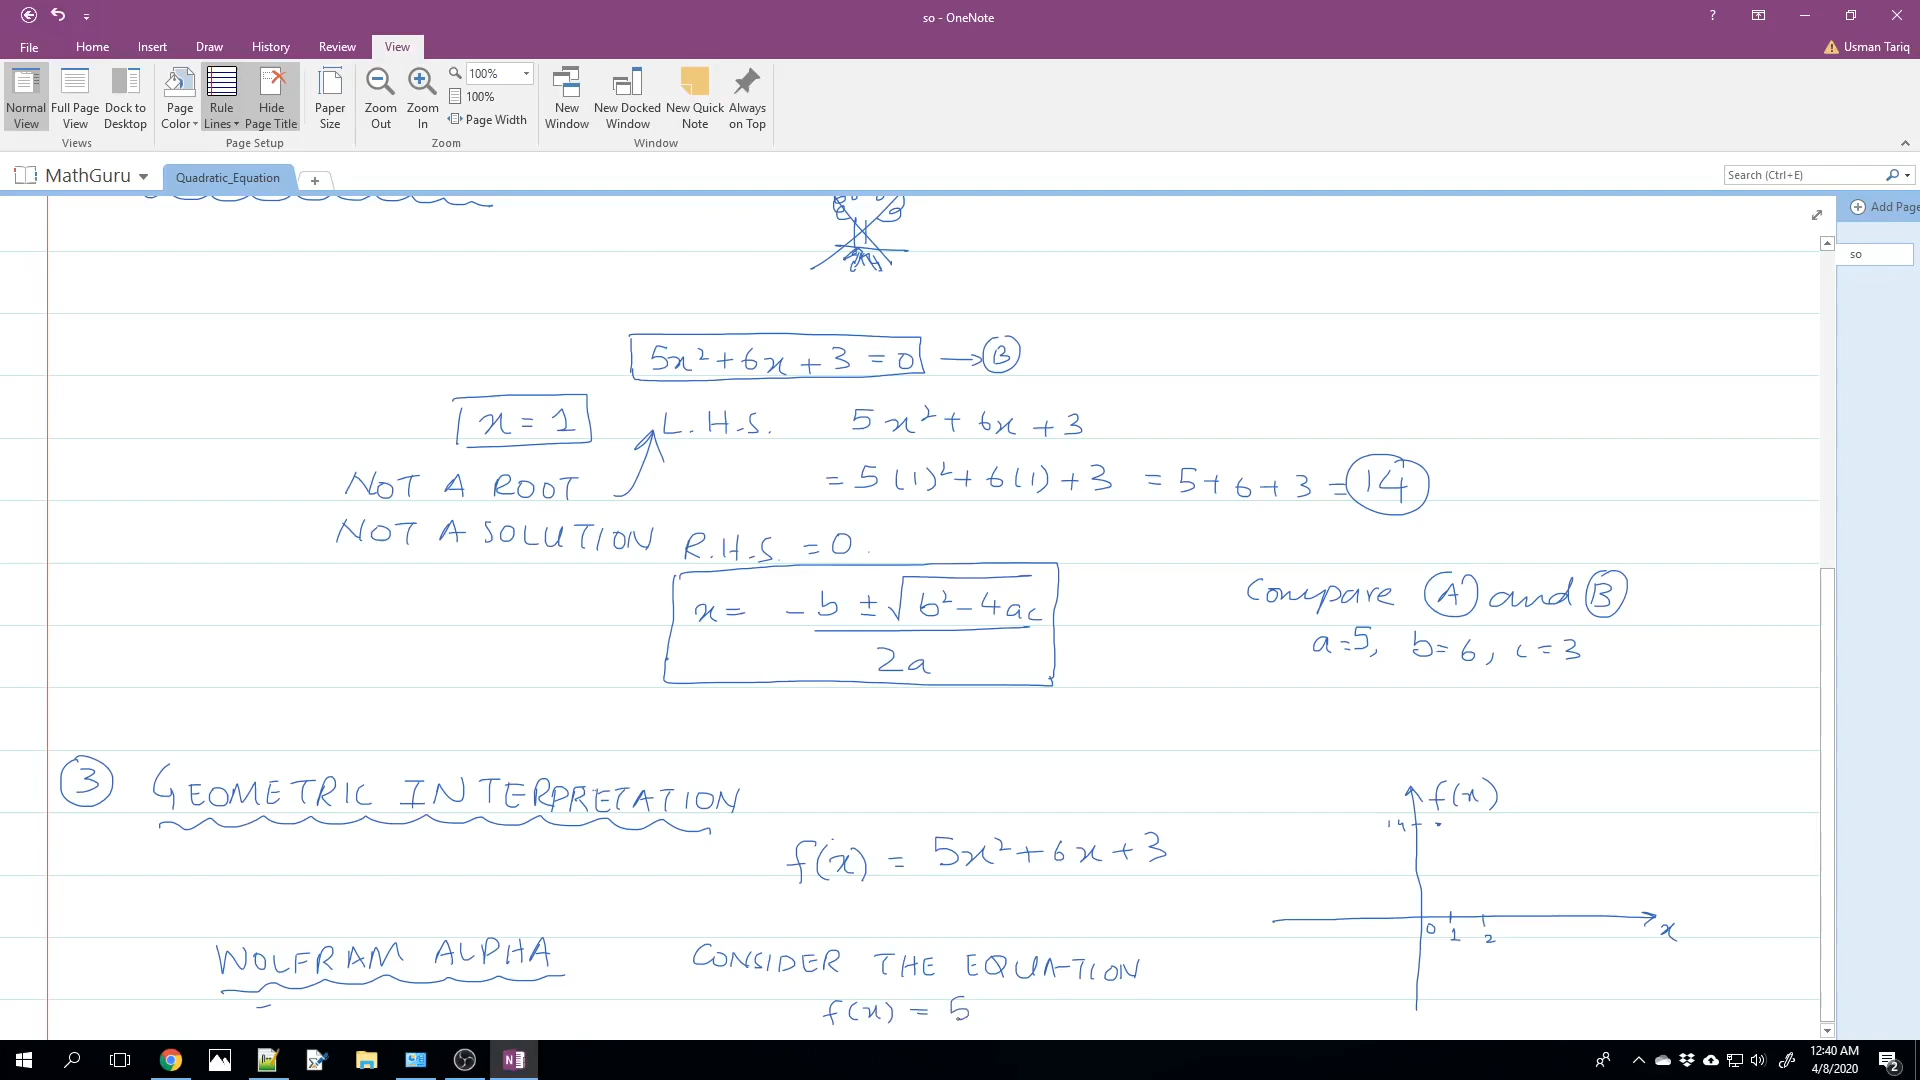 so - OneNote
File Home Insert Draw History Review View
Usman Tariq
Normal View
Full Page View
Dock to Desktop
Views
Page Color
Rule Lines
Hide Page Title
Paper Size
Page Setup
Zoom Out
Zoom In
100%
100%
Page Width
Zoom
New Window
New Docked Window
New Quick Note
Always on Top
Window
MathGuru
Quadratic_Equation
Search (Ctrl+E)
Add Page
so
5x²+6x+3 = 0 → B
x = 1
L.H.S. 5x²+6x+3
NOT A ROOT
= 5(1)²+6(1)+3 = 5+6+3 = 14
NOT A SOLUTION
R.H.S. = 0
x = -b ± √b²-4ac
2a
Compare A and B
a=5, b=6, c=3
3 GEOMETRIC INTERPRETATION
f(x) = 5x²+6x+3
f(x)
14
0 1 2 x
WOLFRAM ALPHA
CONSIDER THE EQUATION
f(x) = 5
12:40 AM
4/8/2020
2